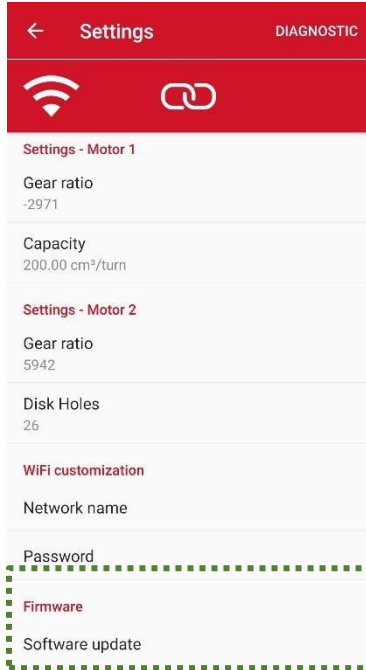 Settings DIAGNOSTIC
Settings - Motor 1
Gear ratio
-2971
Capacity
200.00 cm³/turn
Settings - Motor 2
Gear ratio
5942
Disk Holes
26
WiFi customization
Network name
Password
Firmware
Software update